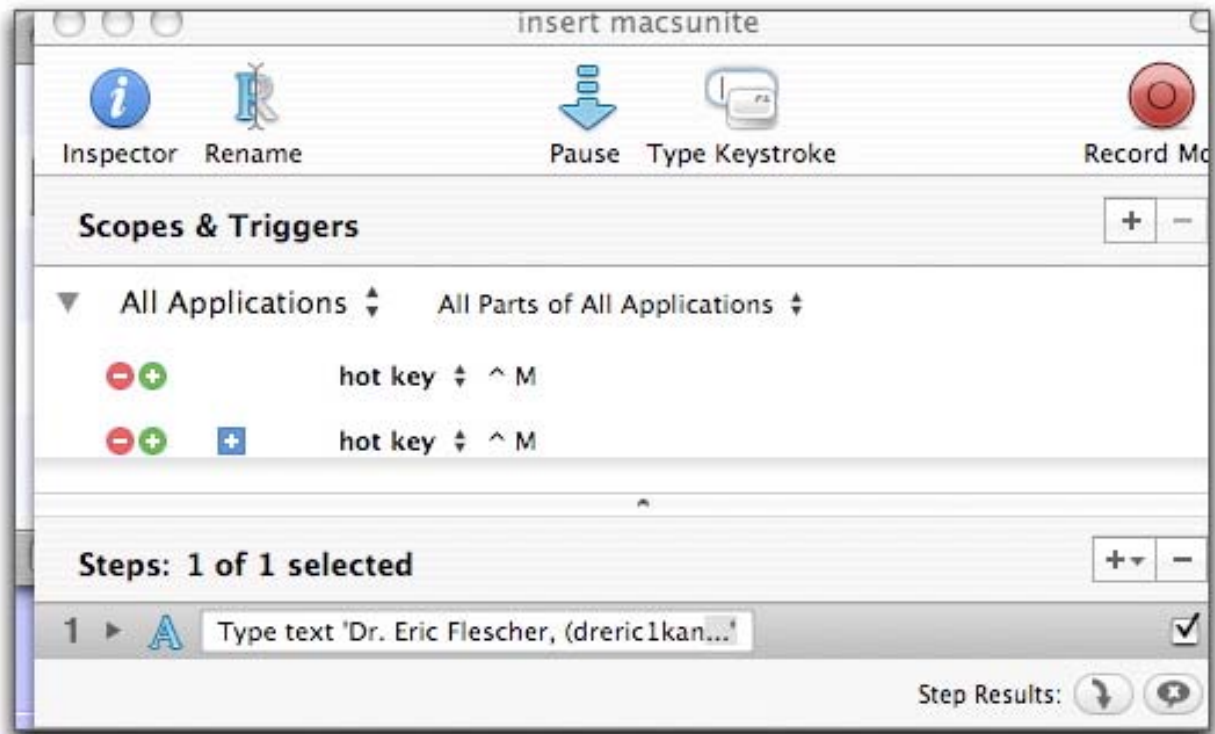 insert macsunite
Inspector Rename Pause Type Keystroke Record Mo
Scopes & Triggers
All Applications All Parts of All Applications
hot key ^ M
hot key ^ M
Steps: 1 of 1 selected
1 Type text 'Dr. Eric Flescher, (dreric1kan...'
Step Results: